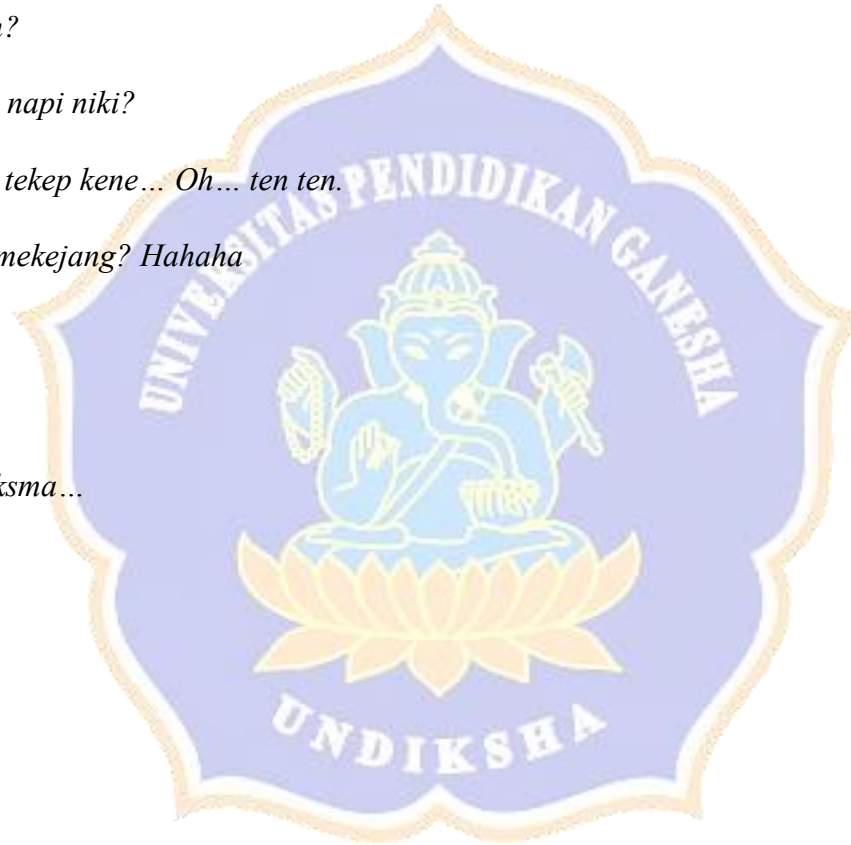 ?
napi niki?
tekep kene… Oh… ten ten.
mekejang? Hahaha
ksma…
UNIVERSITAS PENDIDIKAN GANESHA
UNDIKSHA